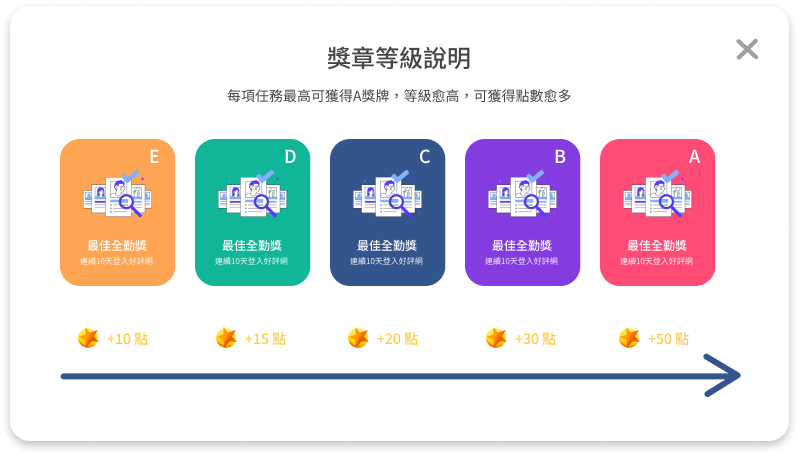 獎章等級說明
每項任務最高可獲得A獎牌，等級愈高，可獲得點數愈多
E
最佳全勤獎
連續10天登入好評網
D
最佳全勤獎
連續10天登入好評網
C
最佳全勤獎
連續10天登入好評網
B
最佳全勤獎
連續10天登入好評網
A
最佳全勤獎
連續10天登入好評網
+10 點
+15 點
+20 點
+30 點
+50 點